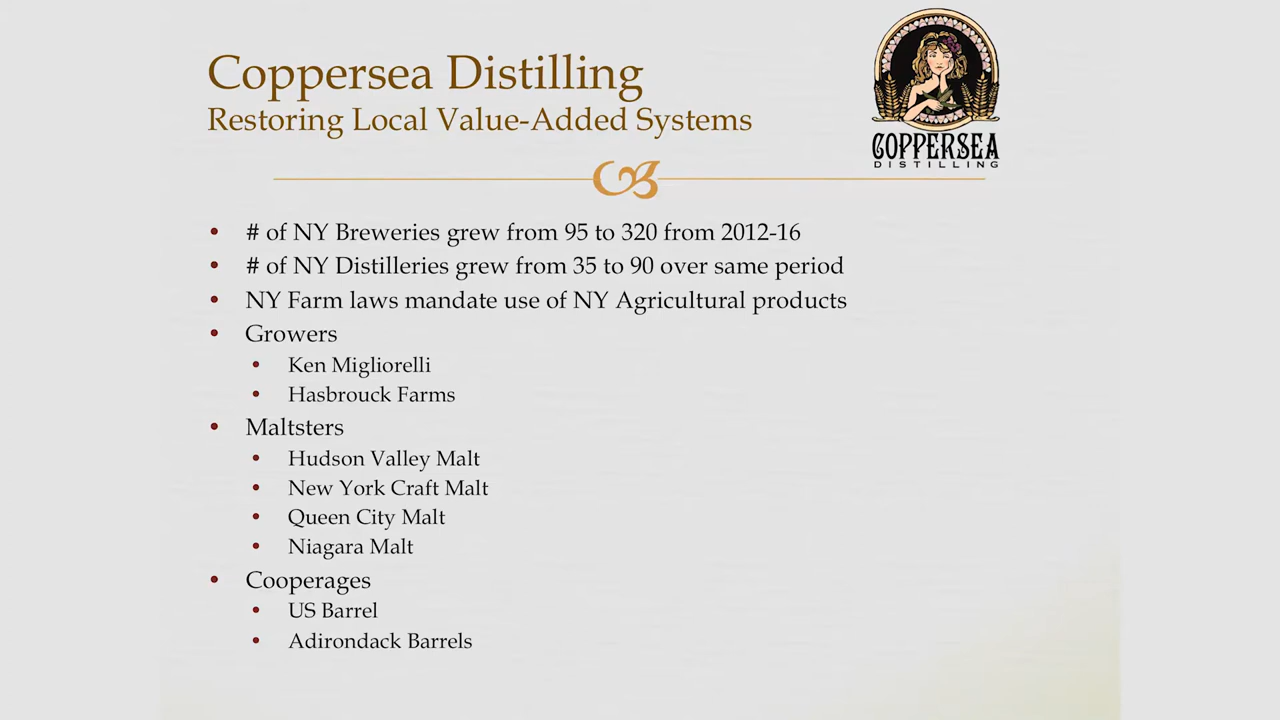 Coppersea Distilling
Restoring Local Value-Added Systems
COPPERSEA
DISTILLING
• # of NY Breweries grew from 95 to 320 from 2012-16
• # of NY Distilleries grew from 35 to 90 over same period
• NY Farm laws mandate use of NY Agricultural products
• Growers
• Ken Migliorelli
• Hasbrouck Farms
• Maltsters
• Hudson Valley Malt
• New York Craft Malt
• Queen City Malt
• Niagara Malt
• Cooperages
• US Barrel
• Adirondack Barrels